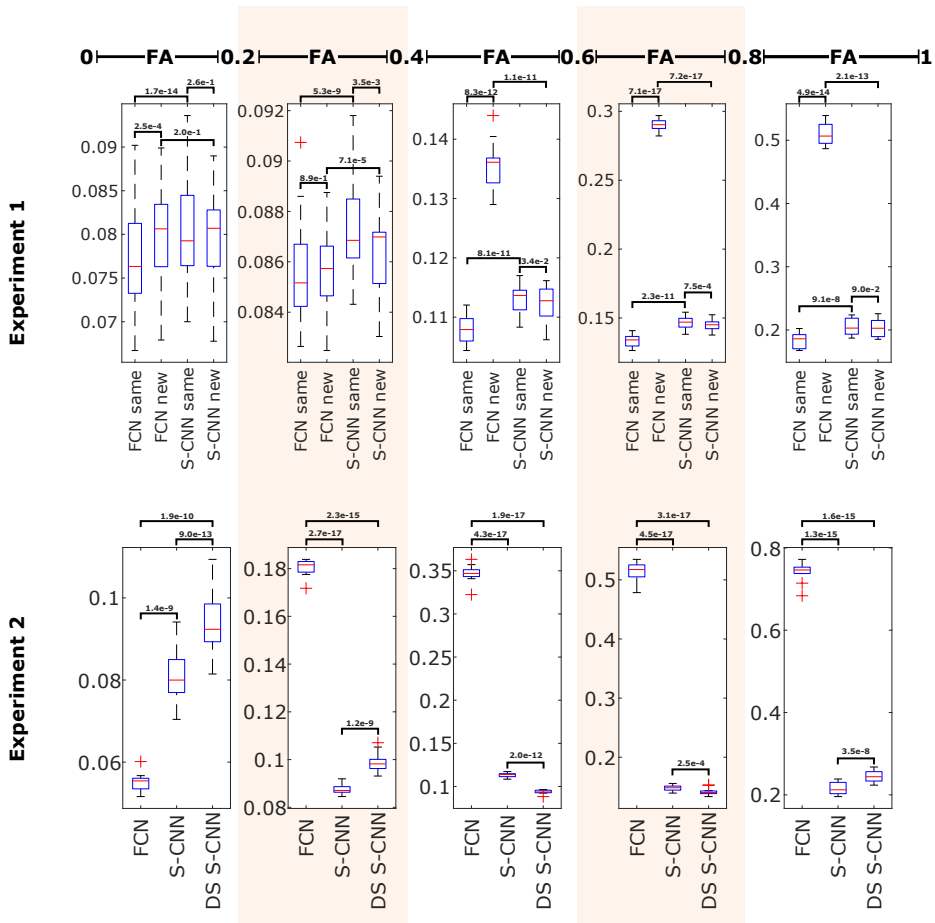 0 FA 0.2 FA 0.4 FA 0.6 FA 0.8 FA 1
Experiment 1
1.7e-14 2.6e-1
2.5e-4 2.0e-1
0.09
0.085
0.08
0.075
0.07
FCN same
FCN new
S-CNN same
S-CNN new
5.3e-9 3.5e-3
8.9e-1 7.1e-5
0.092
0.09
0.088
0.086
0.084
FCN same
FCN new
S-CNN same
S-CNN new
8.3e-12 1.1e-11
8.1e-11 3.4e-2
0.14
0.13
0.12
0.11
FCN same
FCN new
S-CNN same
S-CNN new
7.1e-17 7.2e-17
2.3e-11 7.5e-4
0.3
0.25
0.2
0.15
FCN same
FCN new
S-CNN same
S-CNN new
4.9e-14 2.1e-13
9.1e-8 9.0e-2
0.5
0.4
0.3
0.2
FCN same
FCN new
S-CNN same
S-CNN new
Experiment 2
1.9e-10
9.0e-13
1.4e-9
0.1
0.08
0.06
FCN
S-CNN
DS S-CNN
2.3e-15
2.7e-17
1.2e-9
0.18
0.16
0.14
0.12
0.1
0.08
FCN
S-CNN
DS S-CNN
1.9e-17
4.3e-17
2.0e-12
0.35
0.3
0.25
0.2
0.15
0.1
FCN
S-CNN
DS S-CNN
3.1e-17
4.5e-17
2.5e-4
0.5
0.4
0.3
0.2
FCN
S-CNN
DS S-CNN
1.6e-15
1.3e-15
3.5e-8
0.8
0.6
0.4
0.2
FCN
S-CNN
DS S-CNN